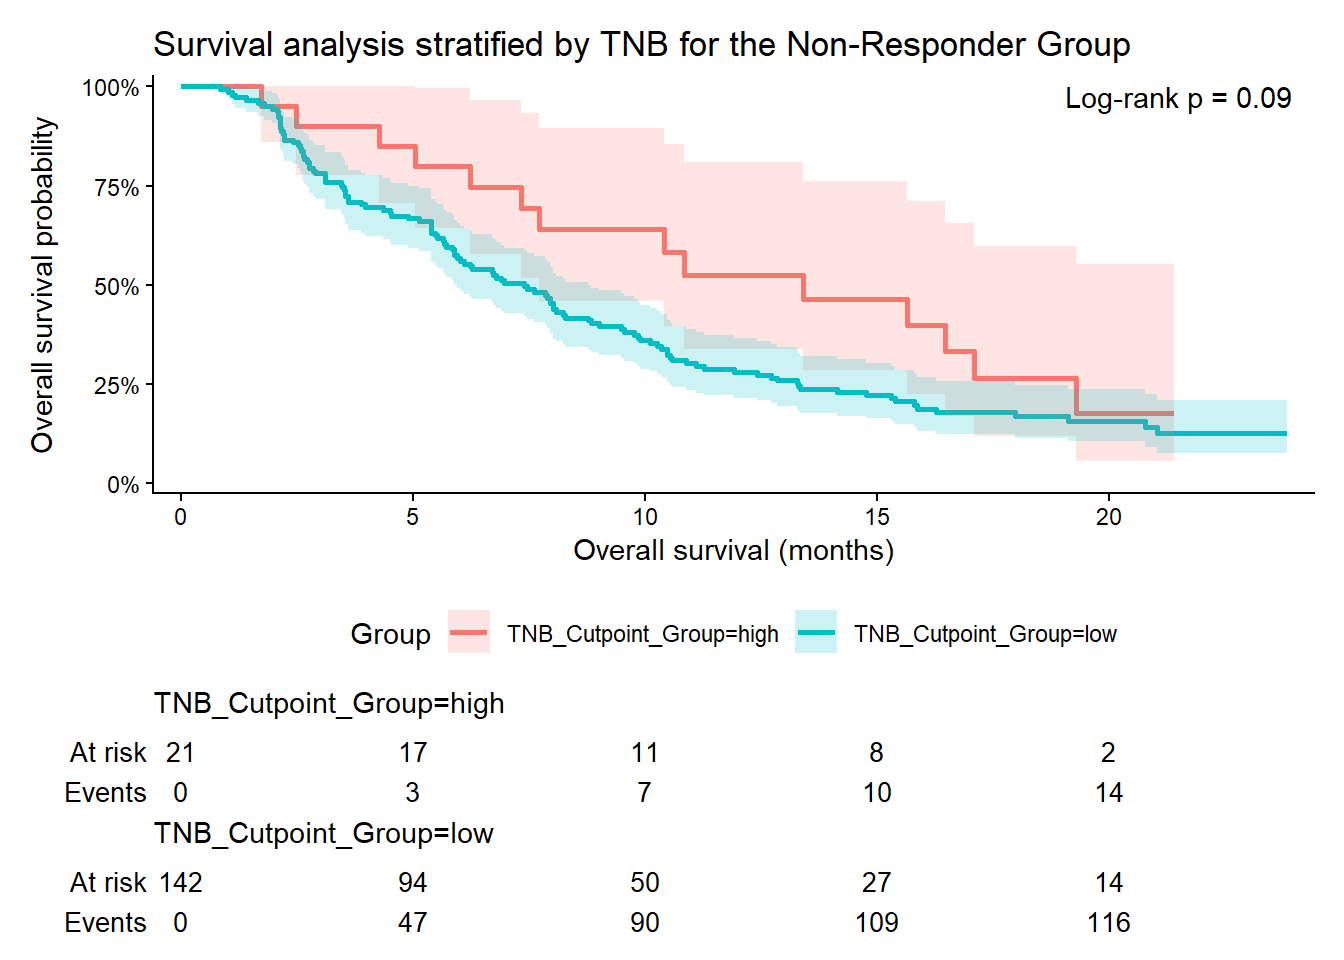 Survival analysis stratified by TNB for the Non-Responder Group
Log-rank p = 0.09
Overall survival probability
100%
75%
50%
25%
0%
0 5 10 15 20
Overall survival (months)
Group TNB_Cutpoint_Group=high TNB_Cutpoint_Group=low
TNB_Cutpoint_Group=high
At risk 21 17 11 8 2
Events 0 3 7 10 14
TNB_Cutpoint_Group=low
At risk 142 94 50 27 14
Events 0 47 90 109 116